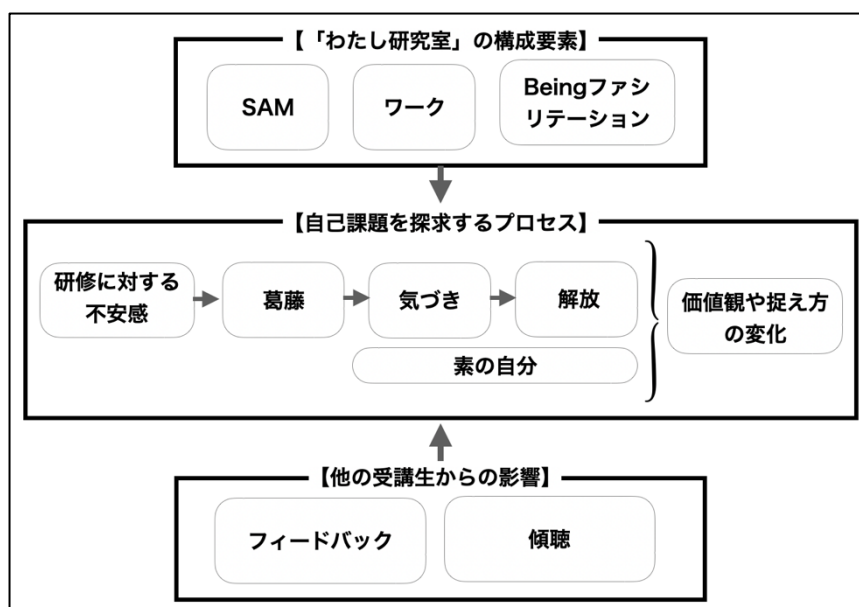 【「わたし研究室」の構成要素】
SAM
ワーク
Beingファシ
リテーション
【自己課題を探求するプロセス】
研修に対する
不安感
葛藤
気づき
解放
素の自分
価値観や捉え方
の変化
【他の受講生からの影響】
フィードバック
傾聴